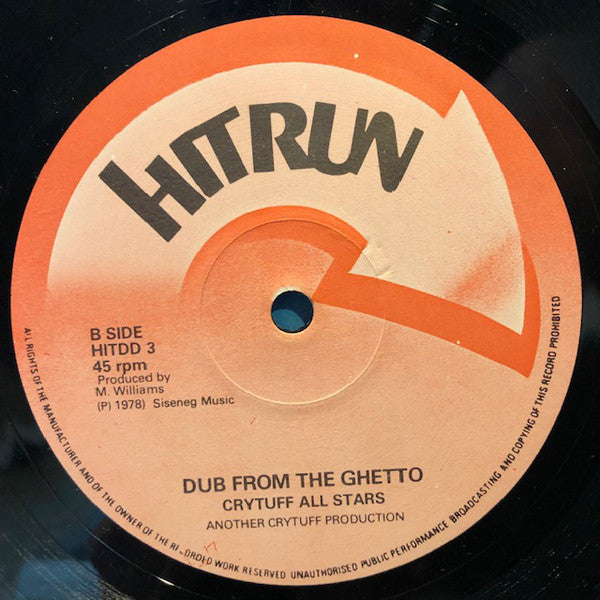 HITRUN
B SIDE
HITDD 3
45 rpm
Produced by
M. Williams
(P) 1978) Siseneg Music
DUB FROM THE GHETTO
CRYTUFF ALL STARS
ANOTHER CRYTUFF PRODUCTION
ALL RIGHTS OF THE MANUFACTURER AND OF THE OWNER OF THE RECORDED WORK RESERVED UNAUTHORISED PUBLIC PERFORMANCE BROADCASTING AND COPYING OF THIS RECORD PROHIBITED